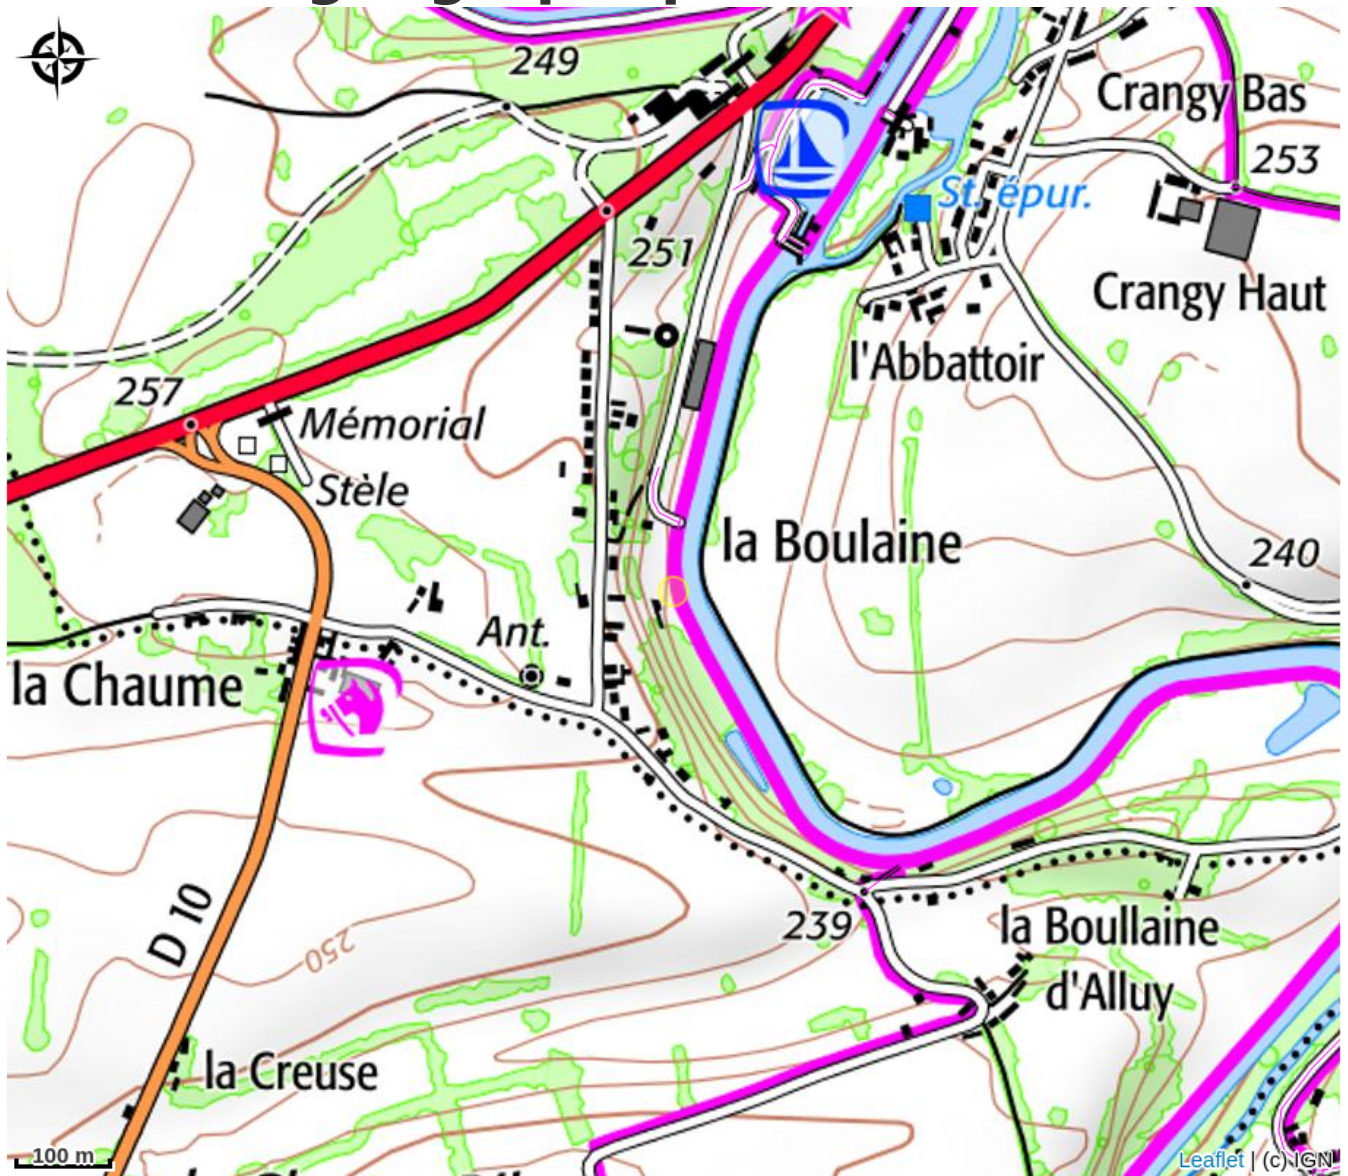 249
Crangy Bas
253
St. épur.
251
Crangy Haut
l'Abbattoir
257
Mémorial
Stèle
la Boulaine
240
Ant.
la Chaume
239
la Boullaine
d'Alluy
D 10
250
la Creuse
100 m
Leaflet | (c) IGN